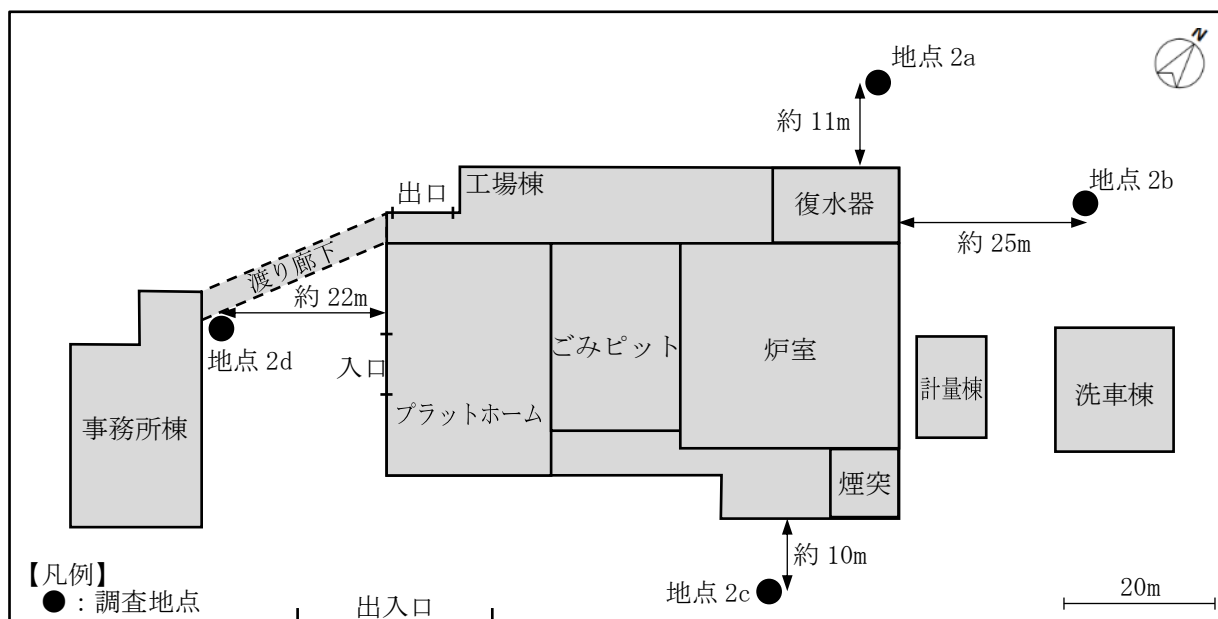 N
地点 2a
約 11m
工場棟
出口
復水器
地点 2b
約 25m
渡り廊下
約 22m
地点 2d
入口
ごみピット
炉室
計量棟
洗車棟
事務所棟
プラットホーム
煙突
約 10m
地点 2c
【凡例】
●：調査地点
出入口
20m